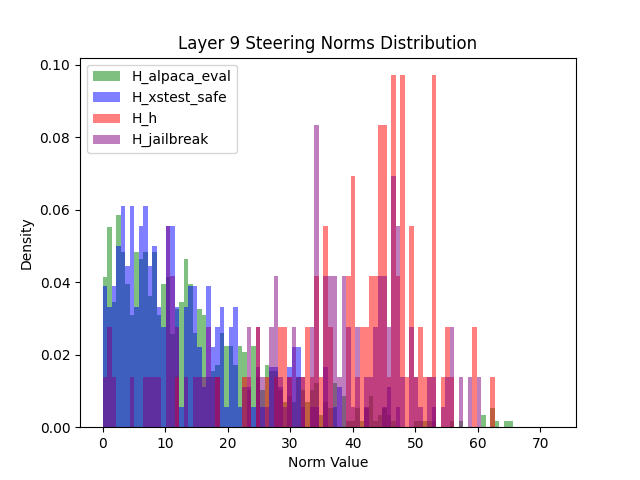 Layer 9 Steering Norms Distribution
H_alpaca_eval
H_xstest_safe
H_h
H_jailbreak
Density
0.10
0.08
0.06
0.04
0.02
0.00
0 10 20 30 40 50 60 70
Norm Value